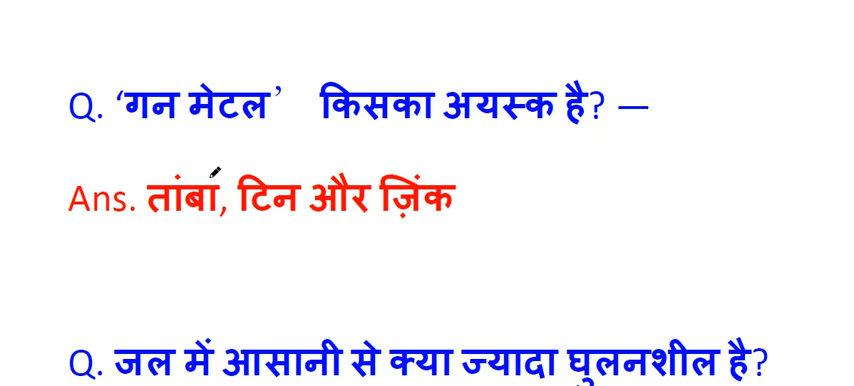 Q. ‘गन मेटल’ किसका अयस्क है? —
Ans. तांबा, टिन और ज़िंक
Q. जल में आसानी से क्या ज्यादा घुलनशील है?